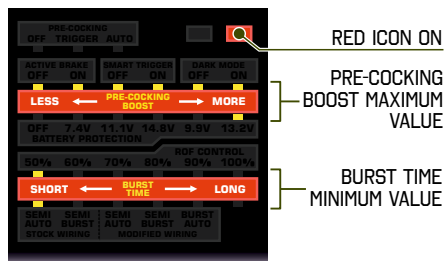 PRE-COCKING
OFF TRIGGER AUTO
RED ICON ON
ACTIVE BRAKE SMART TRIGGER DARK MODE
OFF ON OFF ON OFF ON
LESS PRE-COCKING BOOST MORE
PRE-COCKING
BOOST MAXIMUM
VALUE
OFF 7.4V 11.1V 14.8V 9.9V 13.2V
BATTERY PROTECTION
ROF CONTROL
50% 60% 70% 80% 90% 100%
SHORT BURST TIME LONG
BURST TIME
MINIMUM VALUE
SEMI SEMI SEMI SEMI BURST
AUTO BURST AUTO BURST AUTO
STOCK WIRING MODIFIED WIRING